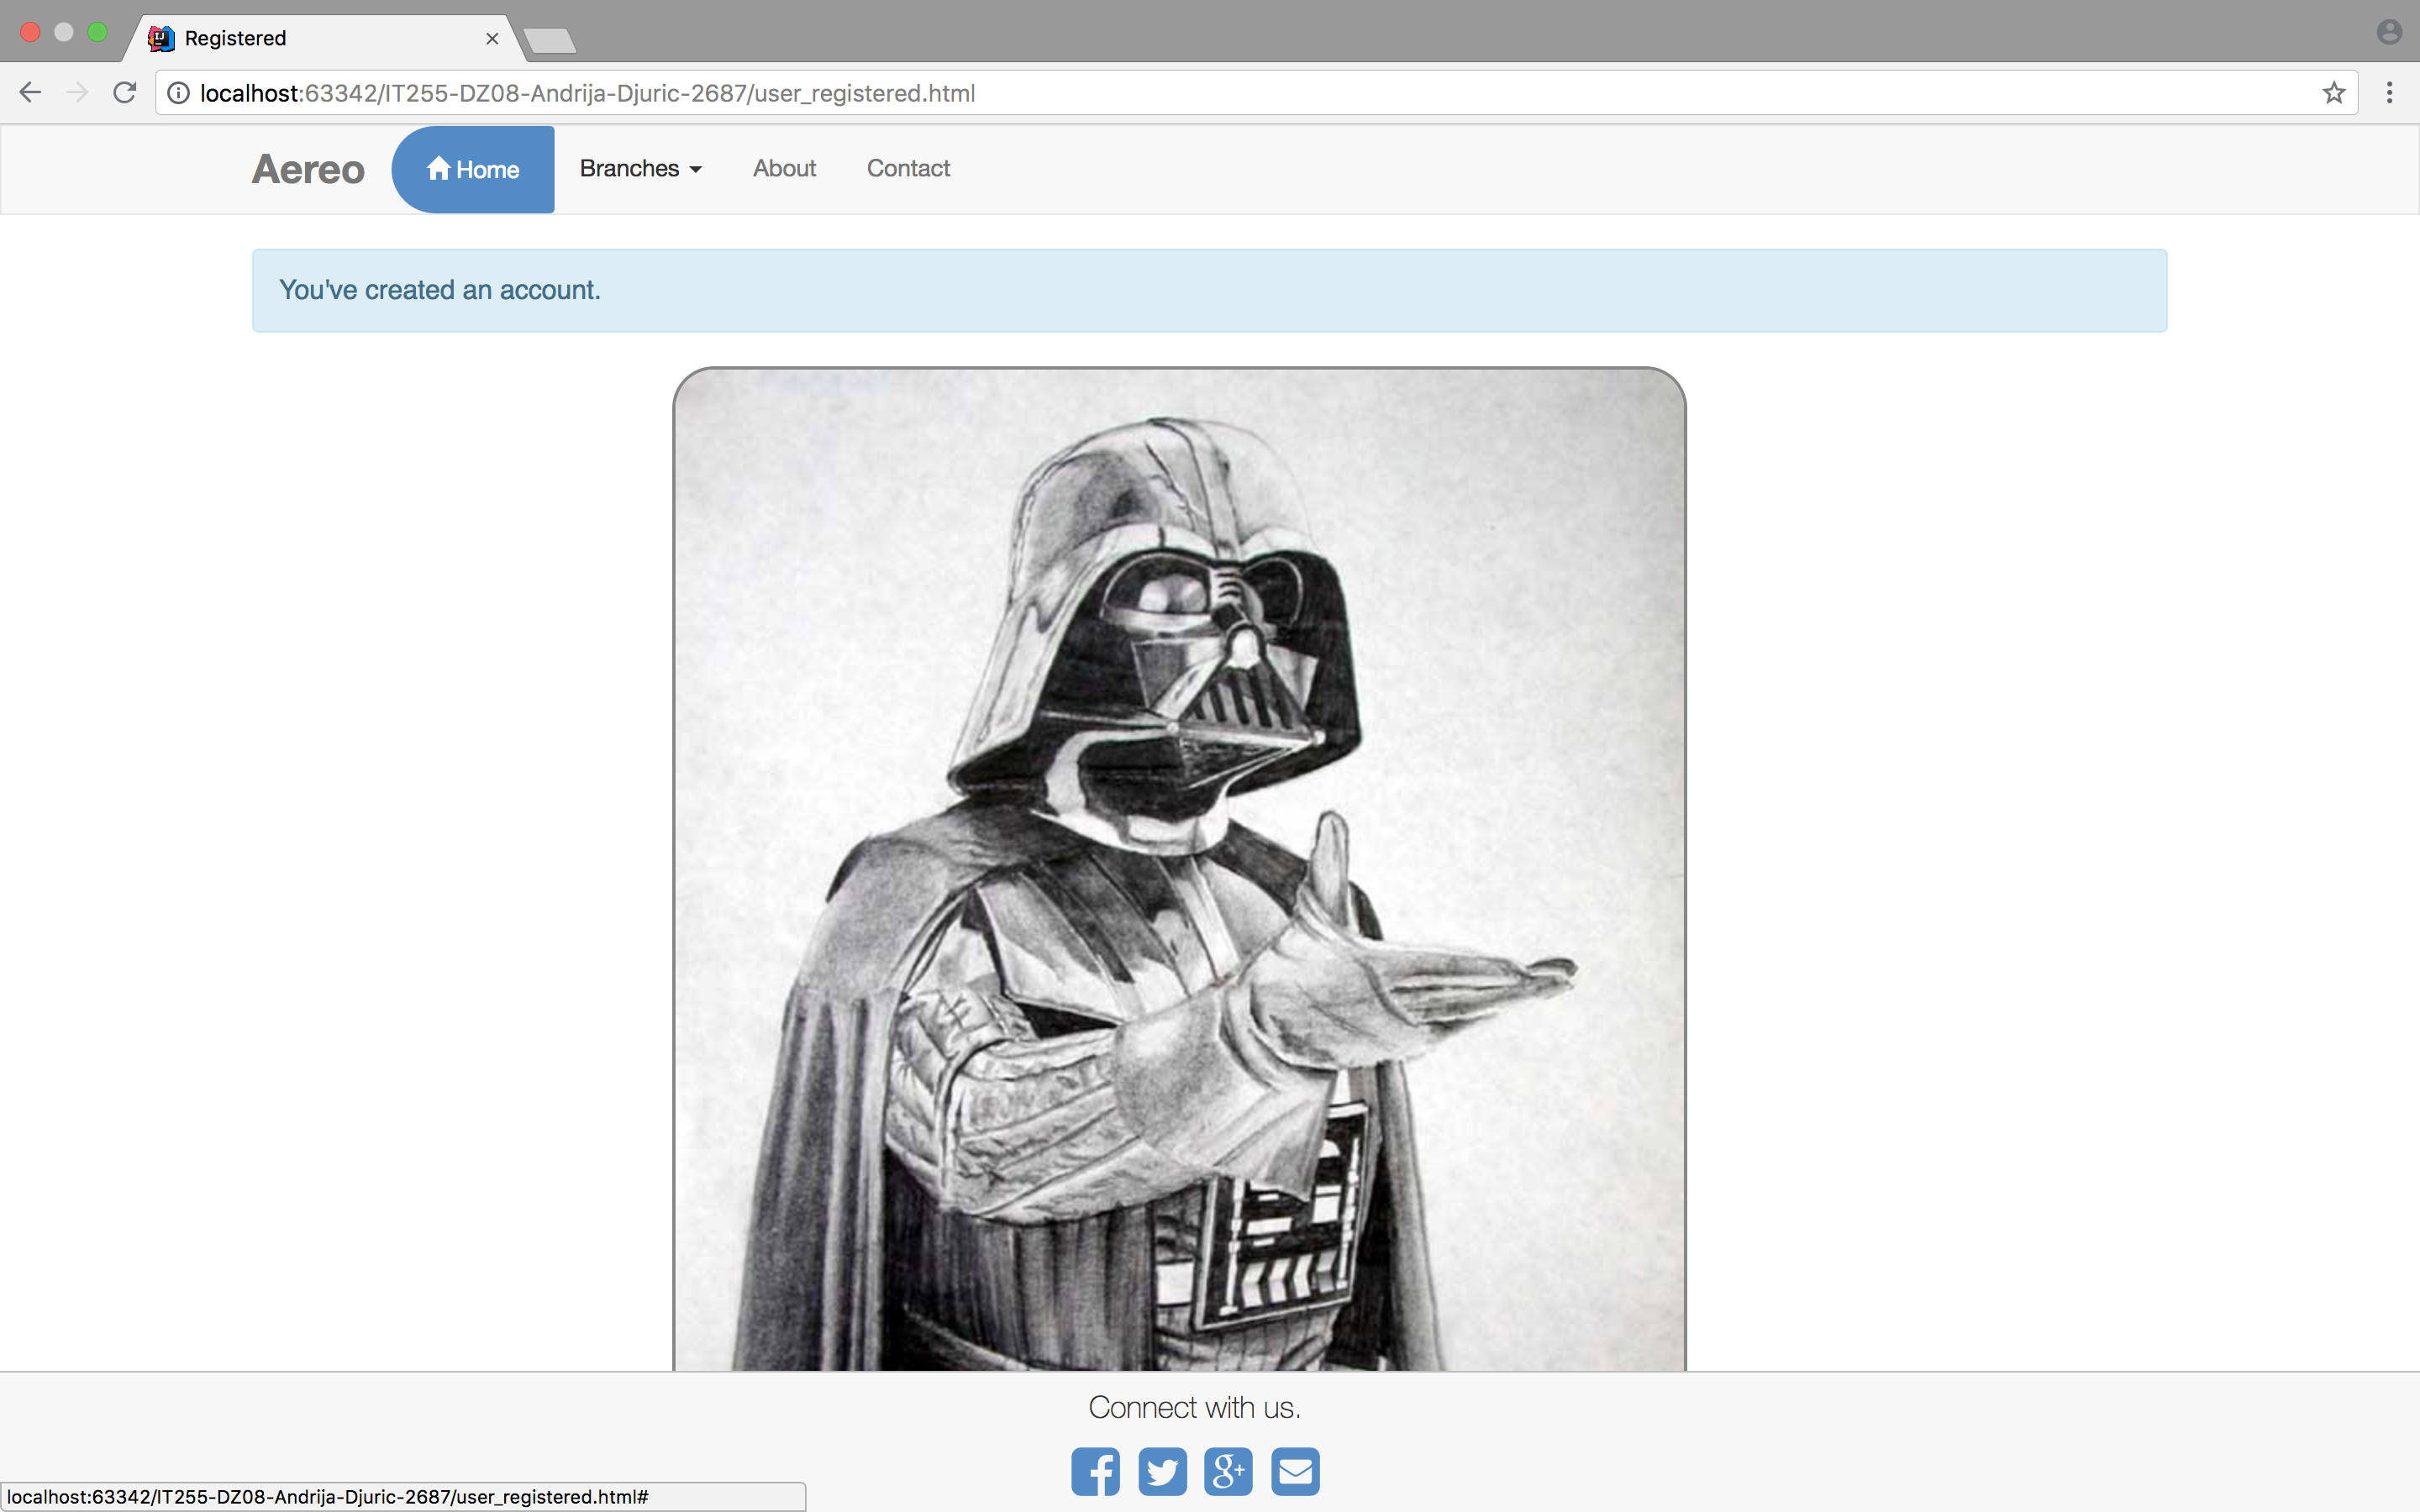 Registered
localhost:63342/IT255-DZ08-Andrija-Djuric-2687/user_registered.html
Aereo Home Branches About Contact
You've created an account.
Connect with us.
localhost:63342/IT255-DZ08-Andrija-Djuric-2687/user_registered.html#